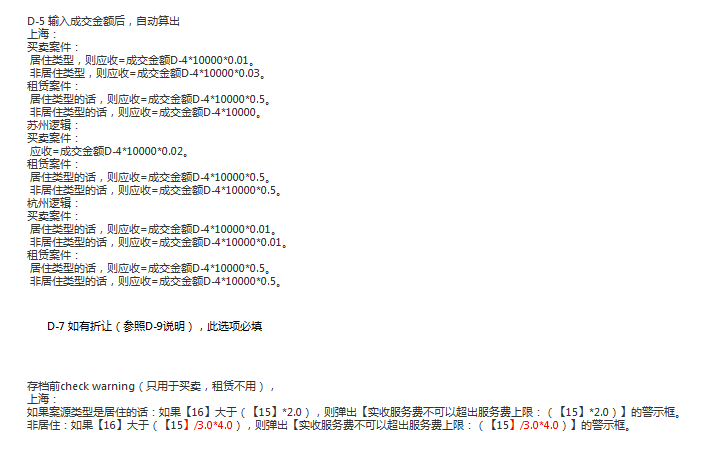 D-5 输入成交金额后，自动算出
上海：
买卖案件：
居住类型，则应收=成交金额D-4*10000*0.01。
非居住类型，则应收=成交金额D-4*10000*0.03。
租赁案件：
居住类型的话，则应收=成交金额D-4*10000*0.5。
非居住类型的话，则应收=成交金额D-4*10000。
苏州逻辑：
买卖案件：
应收=成交金额D-4*10000*0.02。
租赁案件：
居住类型的话，则应收=成交金额D-4*10000*0.5。
非居住类型的话，则应收=成交金额D-4*10000*0.5。
杭州逻辑：
买卖案件：
居住类型的话，则应收=成交金额D-4*10000*0.01。
非居住类型的话，则应收=成交金额D-4*10000*0.01。
租赁案件：
居住类型的话，则应收=成交金额D-4*10000*0.5。
非居住类型的话，则应收=成交金额D-4*10000*0.5。
D-7 如有折让（参照D-9说明），此选项必填
存档前check warning（只用于买卖，租赁不用），
上海：
如果案源类型是居住的话：如果【16】大于（【15】*2.0），则弹出【实收服务费不可以超出服务费上限：（【15】*2.0）】的警示框。
非居住：如果【16】大于（【15】/3.0*4.0），则弹出【实收服务费不可以超出服务费上限：（【15】/3.0*4.0）】的警示框。